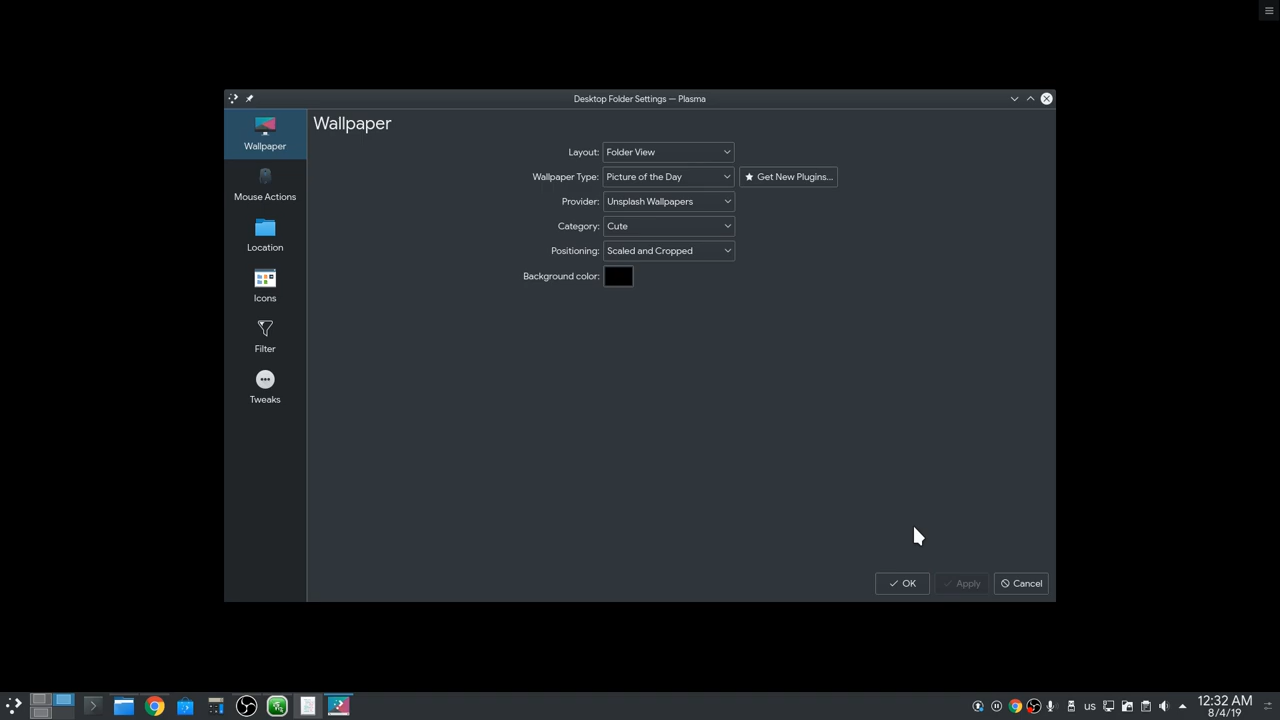 Desktop Folder Settings — Plasma
Wallpaper
Wallpaper
Layout: Folder View
Wallpaper Type: Picture of the Day Get New Plugins...
Mouse Actions
Provider: Unsplash Wallpapers
Category: Cute
Location
Positioning: Scaled and Cropped
Background color:
Icons
Filter
Tweaks
OK Apply Cancel
us 12:32 AM
8/4/19